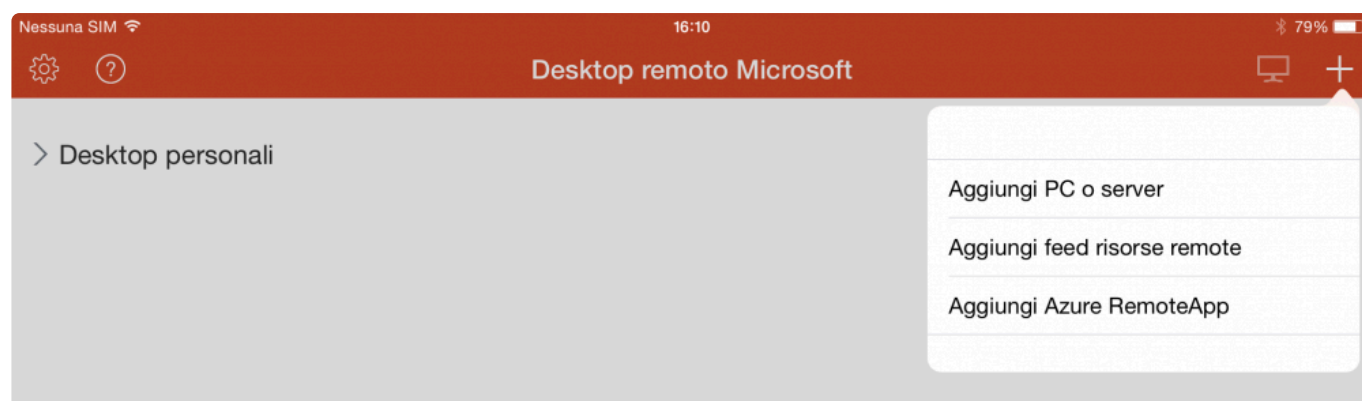 Nessuna SIM 16:10 79%
Desktop remoto Microsoft
Desktop personali
Aggiungi PC o server
Aggiungi feed risorse remote
Aggiungi Azure RemoteApp